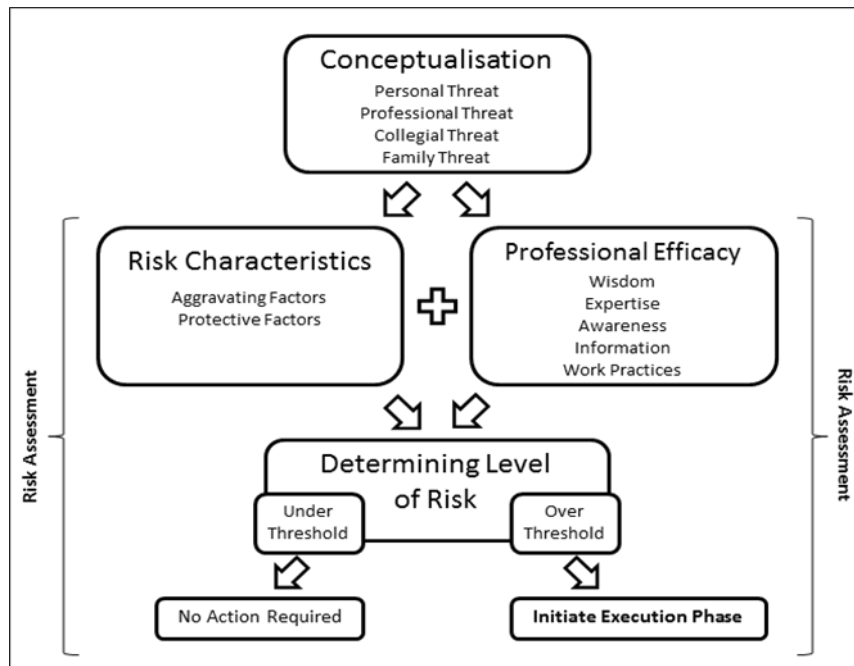 Conceptualisation
Personal Threat
Professional Threat
Collegial Threat
Family Threat
Risk Characteristics
Aggravating Factors
Protective Factors
Professional Efficacy
Wisdom
Expertise
Awareness
Information
Work Practices
Risk Assessment
Risk Assessment
Determining Level
of Risk
Under
Threshold
Over
Threshold
No Action Required
Initiate Execution Phase